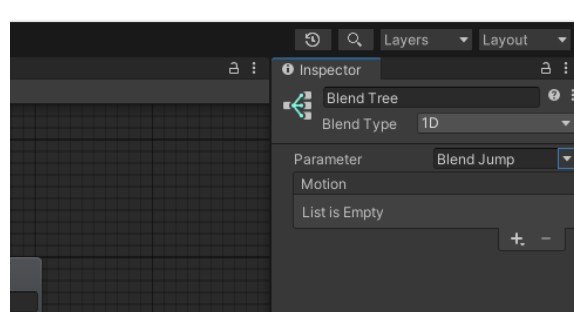 Layers Layout
Inspector
Blend Tree
Blend Type 1D
Parameter Blend Jump
Motion
List is Empty